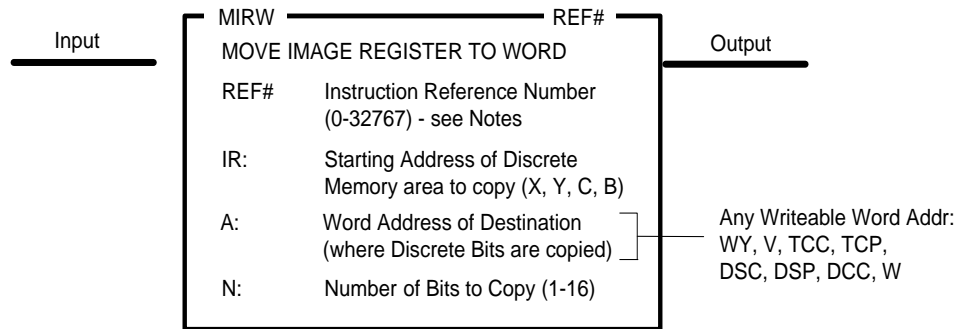 MIRW REF#
Input
MOVE IMAGE REGISTER TO WORD
Output
REF# Instruction Reference Number
(0-32767) - see Notes
IR: Starting Address of Discrete
Memory area to copy (X, Y, C, B)
A: Word Address of Destination
(where Discrete Bits are copied)
Any Writeable Word Addr:
WY, V, TCC, TCP,
DSC, DSP, DCC, W
N: Number of Bits to Copy (1-16)